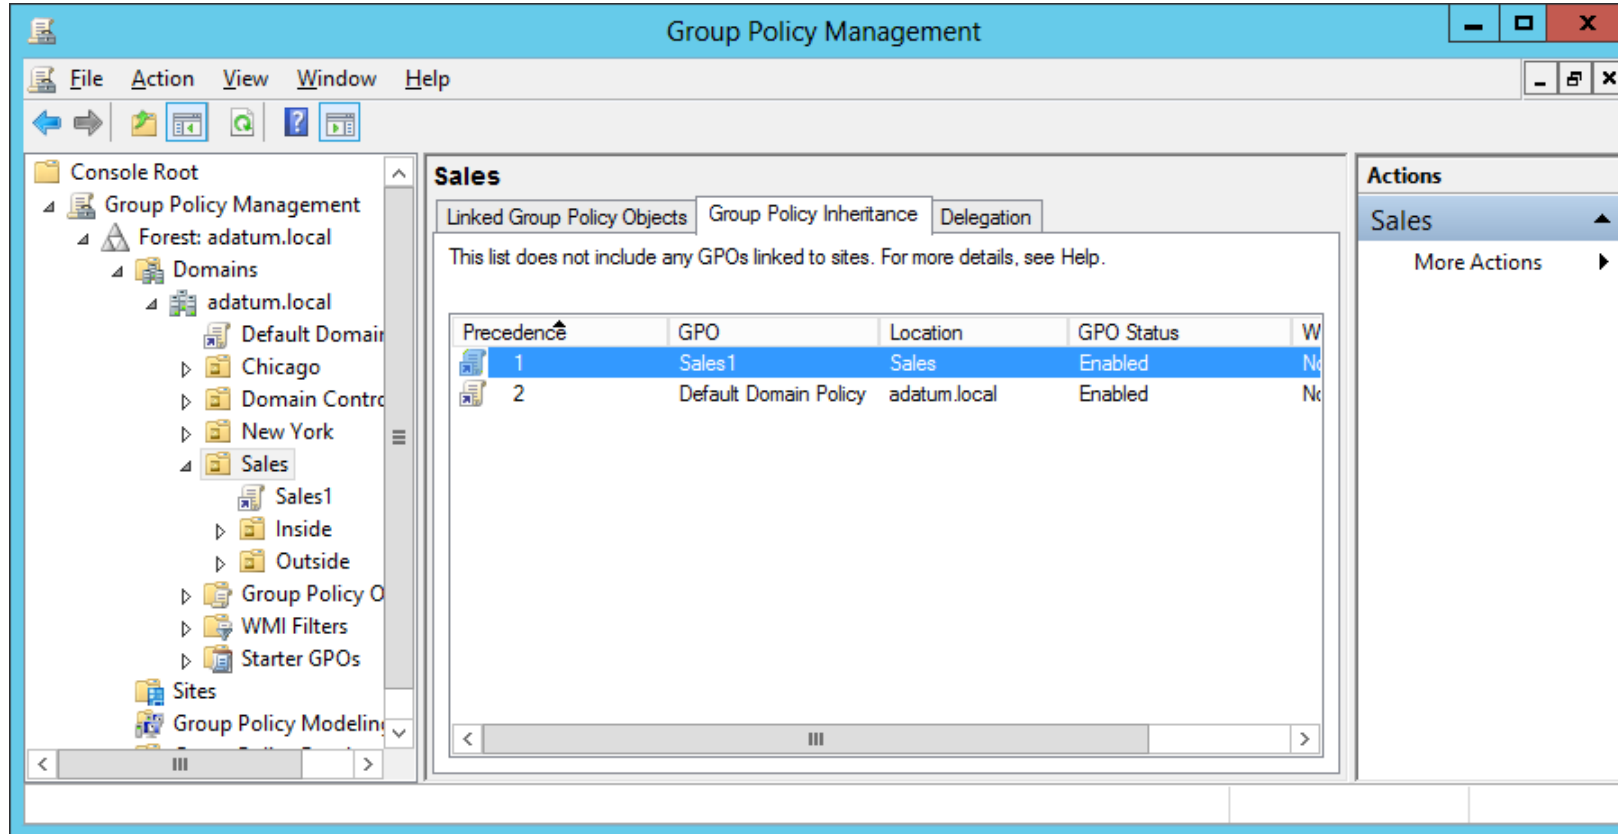 Group Policy Management
File Action View Window Help
Console Root
Group Policy Management
Forest: adatum.local
Domains
adatum.local
Default Domain
Chicago
Domain Contro
New York
Sales
Sales1
Inside
Outside
Group Policy O
WMI Filters
Starter GPOs
Sites
Group Policy Modeling
Sales
Linked Group Policy Objects Group Policy Inheritance Delegation
This list does not include any GPOs linked to sites. For more details, see Help.
Precedence GPO Location GPO Status W
1 Sales1 Sales Enabled No
2 Default Domain Policy adatum.local Enabled No
Actions
Sales
More Actions